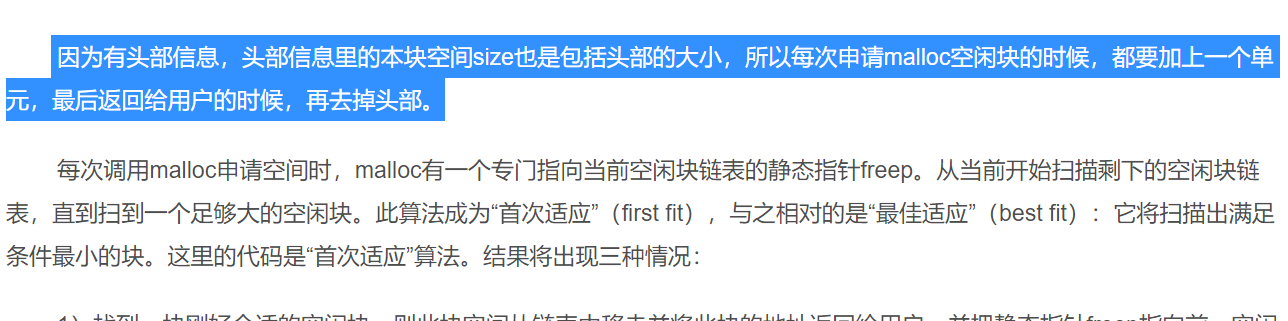 因为有头部信息，头部信息里的本块空间size也是包括头部的大小，所以每次申请malloc空闲块的时候，都要加上一个单
元，最后返回给用户的时候，再去掉头部。
每次调用malloc申请空间时，malloc有一个专门指向当前空闲块链表的静态指针freep。从当前开始扫描剩下的空闲块链
表，直到扫到一个足够大的空闲块。此算法成为“首次适应”（first fit），与之相对的是“最佳适应”（best fit）：它将扫描出满足
条件最小的块。这里的代码是“首次适应”算法。结果将出现三种情况：